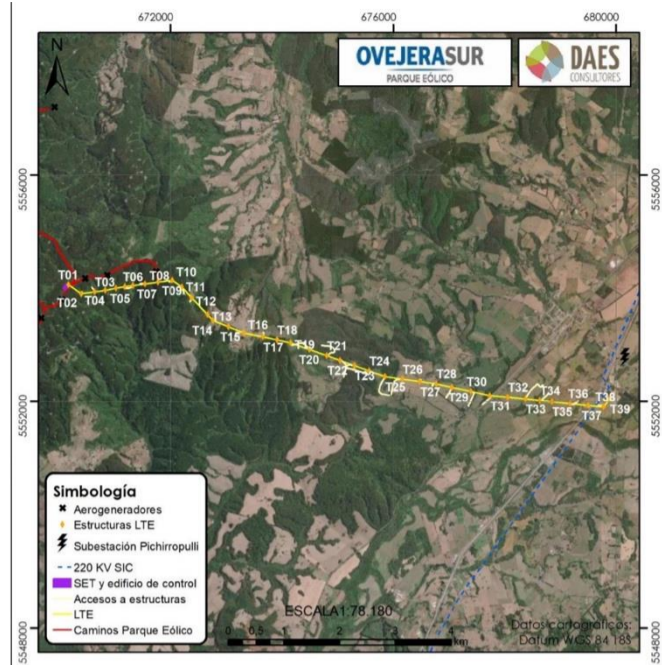 672000
676000
680000
N
OVEJERASUR
PARQUE EÓLICO
DAES
CONSULTORES
5556000
5556000
T01
T02
T03
T04
T05
T06
T07
T08
T09
T10
T11
T12
T13
T14
T15
T16
T17
T18
T19
T20
T21
T22
T23
T24
T25
T26
T27
T28
T29
T30
T31
T32
T33
T34
T35
T36
T37
T38
T39
5552000
5552000
Simbología
Aerogeneradores
Estructuras LTE
Subestación Pichirropulli
220 KV SIC
SET y edificio de control
Accesos a estructuras
LTE
Caminos Parque Eólico
ESCALA1:78.180
0 0,5 1 2 3 4
km
Datos cartográficos:
Datum WGS 84 18S
5548000
5548000